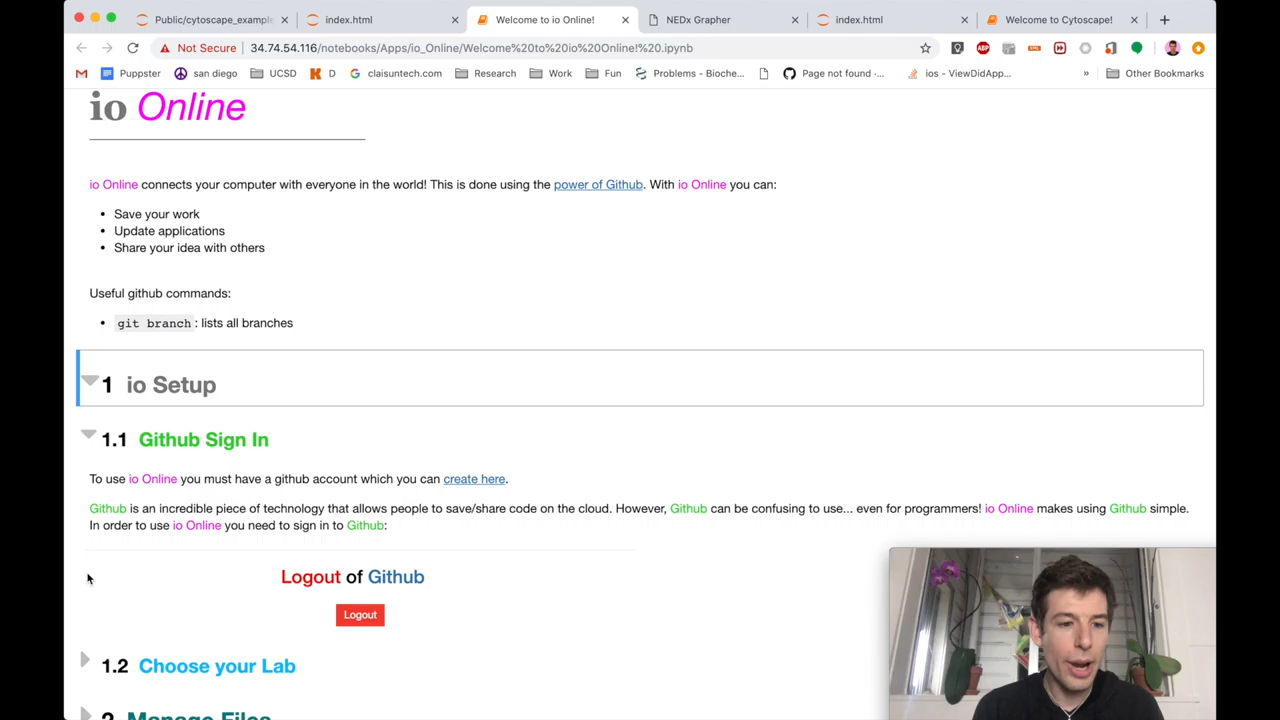 Public/cytoscape_example
index.html
Welcome to io Online!
NEDx Grapher
index.html
Welcome to Cytoscape!
Not Secure
34.74.54.116/notebooks/Apps/io_Online/Welcome%20to%20io%20Online!%20.ipynb
ABP
Puppster
san diego
UCSD
D
claisuntech.com
Research
Work
Fun
Problems - Bioche...
Page not found · ...
ios - ViewDidApp...
»
Other Bookmarks
io Online
io Online connects your computer with everyone in the world! This is done using the power of Github. With io Online you can:
• Save your work
• Update applications
• Share your idea with others
Useful github commands:
• git branch : lists all branches
1 io Setup
1.1 Github Sign In
To use io Online you must have a github account which you can create here.
Github is an incredible piece of technology that allows people to save/share code on the cloud. However, Github can be confusing to use... even for programmers! io Online makes using Github simple.
In order to use io Online you need to sign in to Github:
Logout of Github
Logout
1.2 Choose your Lab
2 Manage Files